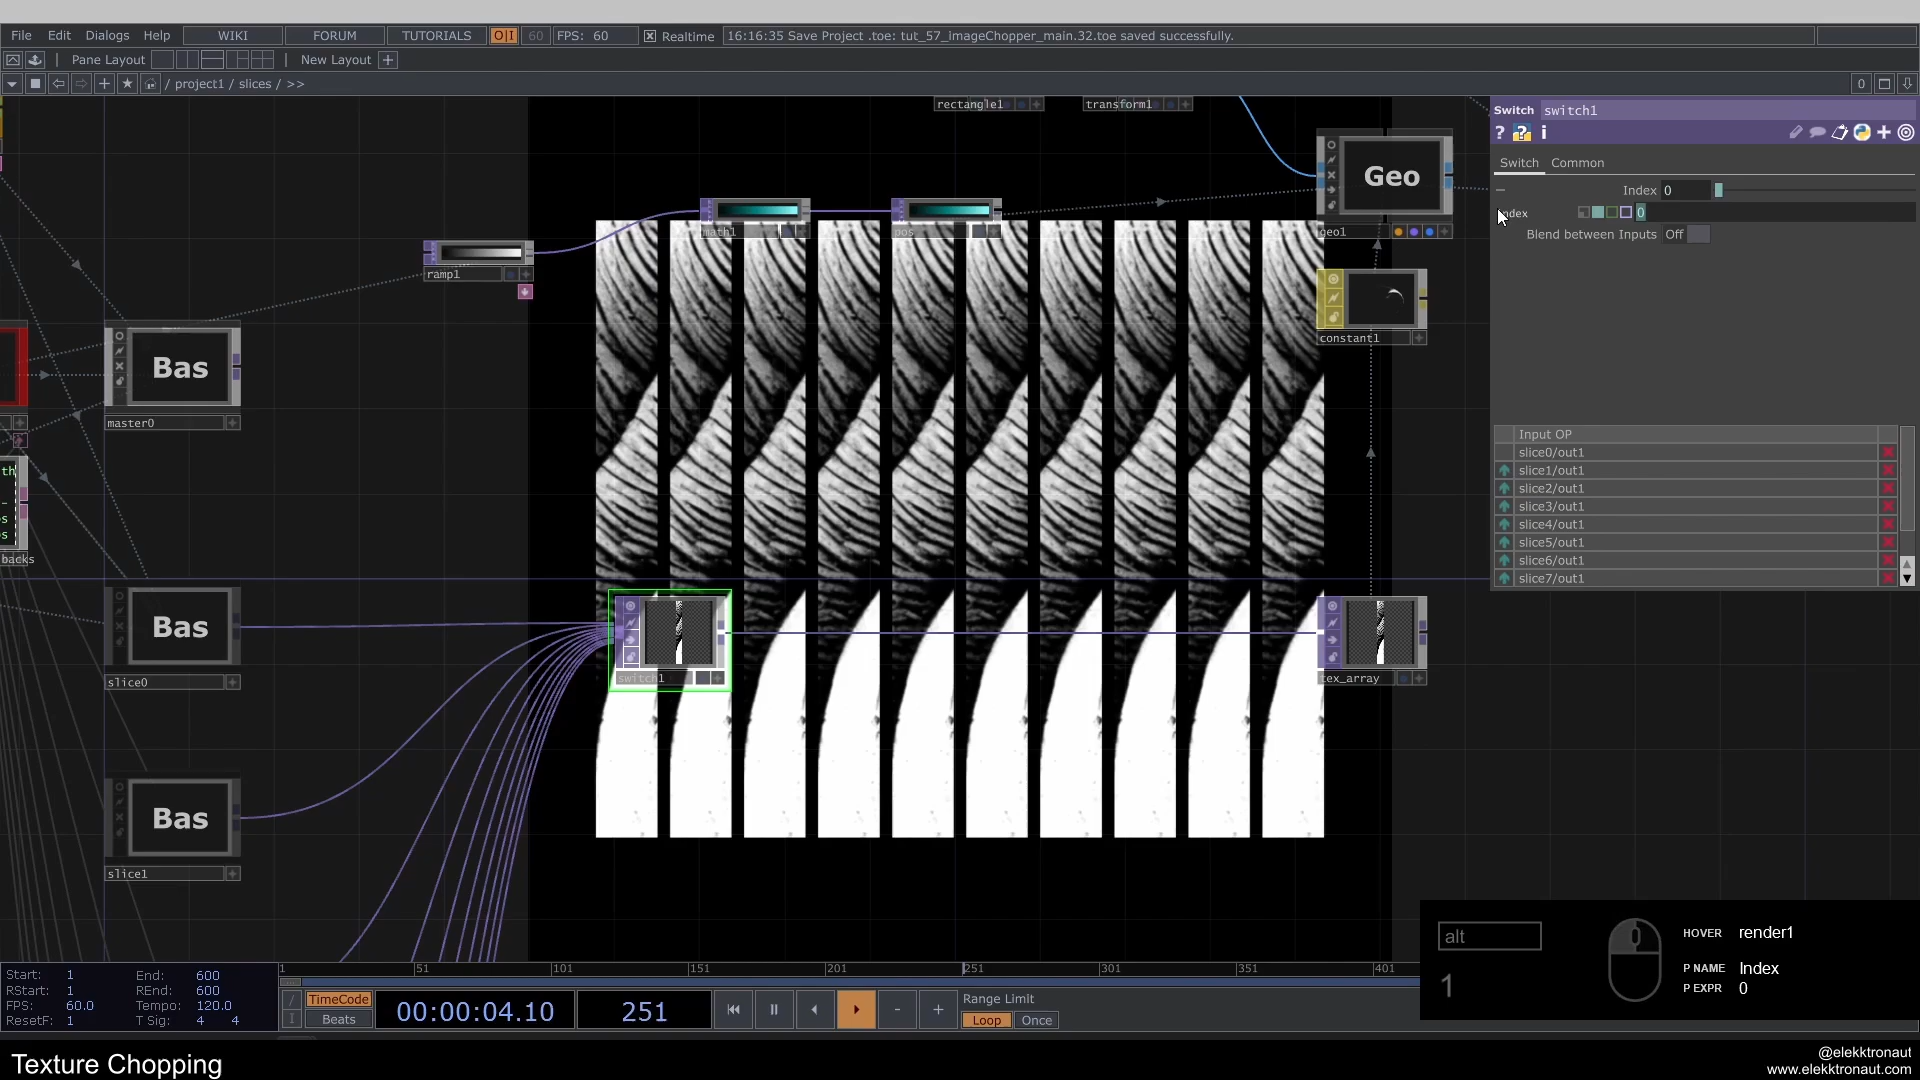 File Edit Dialogs Help WIKI FORUM TUTORIALS O|I 60 FPS: 60 Realtime 16:16:35 Save Project .toe: tut_57_imageChopper_main.32.toe saved successfully.
Pane Layout New Layout
/ project1 / slices / >> 0
rectangle1 transform1
Switch switch1
Switch Common
Index 0
Index 0
Blend between Inputs Off
Geo
geo1
math1 pos
ramp1
constant1
Bas
master0
th
s
s
backs
Input OP
slice0/out1
slice1/out1
slice2/out1
slice3/out1
slice4/out1
slice5/out1
slice6/out1
slice7/out1
Bas
slice0
switch1
tex_array
Bas
slice1
alt
1
HOVER render1
P NAME Index
P EXPR 0
Start: 1 End: 600
RStart: 1 REnd: 600
FPS: 60.0 Tempo: 120.0
ResetF: 1 T Sig: 4 4
1 51 101 151 201 251 301 351 401
TimeCode
Beats
00:00:04.10
251
Range Limit
Loop Once
Texture Chopping
@elekktronaut
www.elekktronaut.com